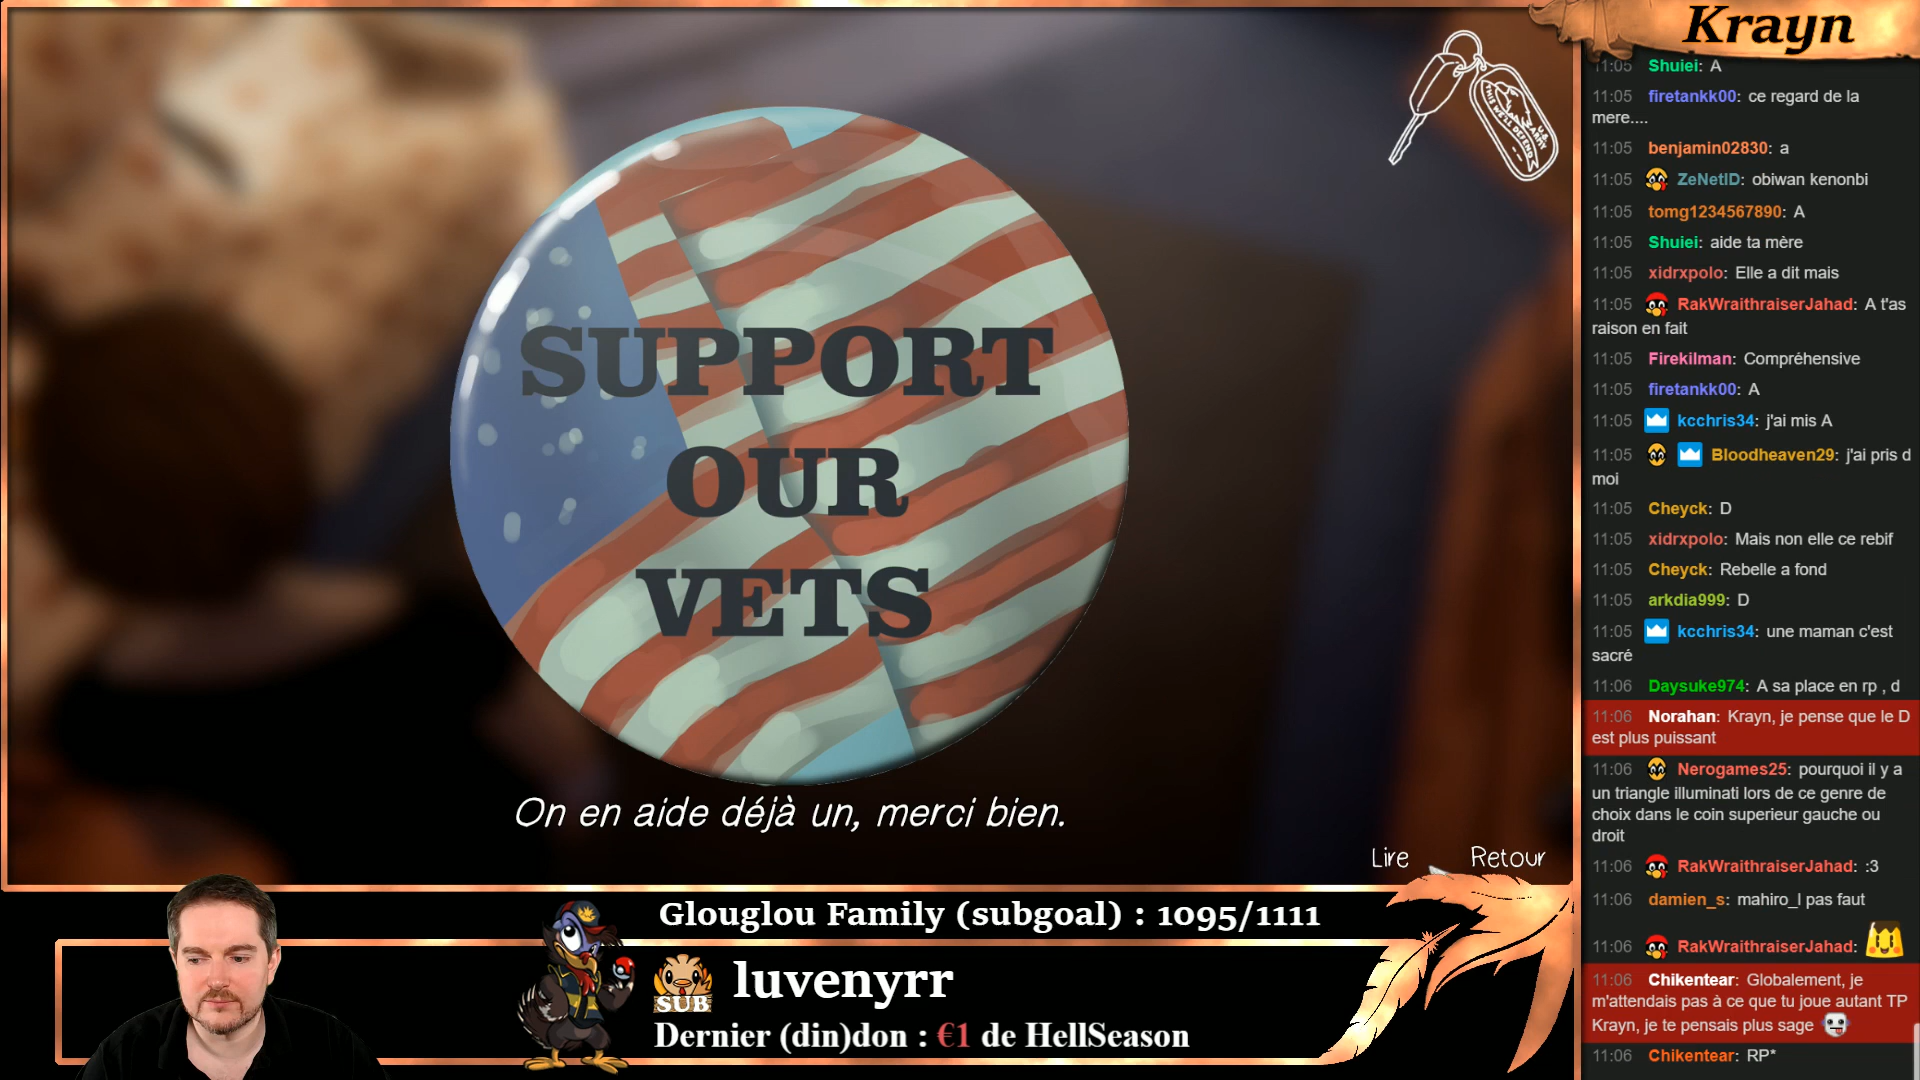 SUPPORT
OUR
VETS
THIS WE'LL DEFEND
U.S. ARMY
On en aide déjà un, merci bien.
Lire
Retour
Glouglou Family (subgoal) : 1095/1111
SUB
luvenyrr
Dernier (din)don : €1 de HellSeason
Krayn
11:05 Shuiei: A
11:05 firetankk00: ce regard de la
mere....
11:05 benjamin02830: a
11:05 ZeNetID: obiwan kenonbi
11:05 tomg1234567890: A
11:05 Shuiei: aide ta mère
11:05 xidrxpolo: Elle a dit mais
11:05 RakWraithraiserJahad: A t'as
raison en fait
11:05 Firekilman: Compréhensive
11:05 firetankk00: A
11:05 kcchris34: j'ai mis A
11:05 Bloodheaven29: j'ai pris d
moi
11:05 Cheyck: D
11:05 xidrxpolo: Mais non elle ce rebif
11:05 Cheyck: Rebelle a fond
11:05 arkdia999: D
11:05 kcchris34: une maman c'est
sacré
11:06 Daysuke974: A sa place en rp , d
11:06 Norahan: Krayn, je pense que le D
est plus puissant
11:06 Nerogames25: pourquoi il y a
un triangle illuminati lors de ce genre de
choix dans le coin superieur gauche ou
droit
11:06 RakWraithraiserJahad: :3
11:06 damien_s: mahiro_l pas faut
11:06 RakWraithraiserJahad:
11:06 Chikentear: Globalement, je
m'attendais pas à ce que tu joue autant TP
Krayn, je te pensais plus sage
11:06 Chikentear: RP*